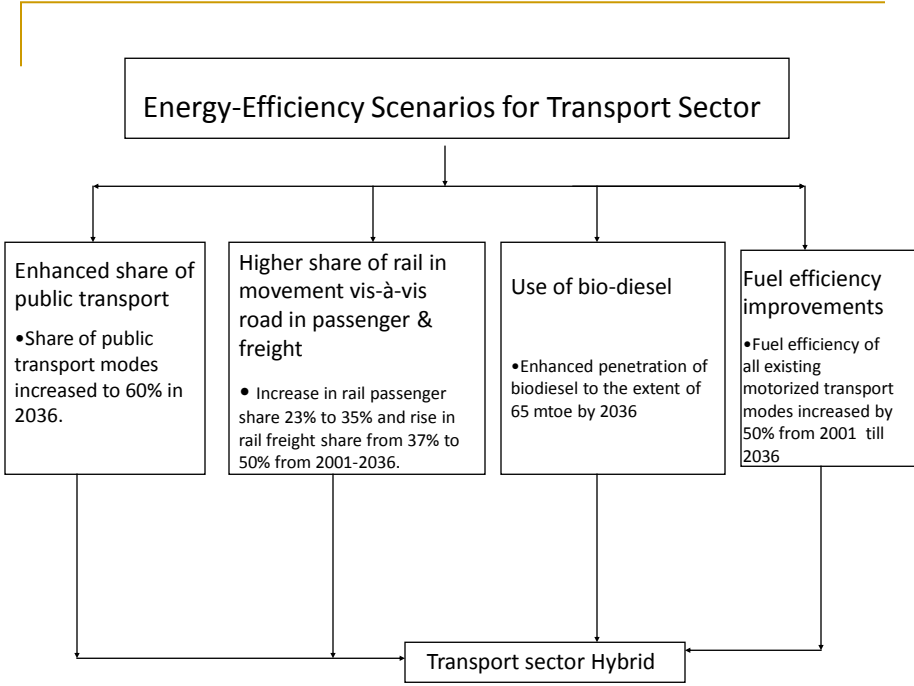 Energy-Efficiency Scenarios for Transport Sector
Enhanced share of
public transport
•Share of public
transport modes
increased to 60% in
2036.
Higher share of rail in
movement vis-à-vis
road in passenger &
freight
• Increase in rail passenger
share 23% to 35% and rise in
rail freight share from 37% to
50% from 2001-2036.
Use of bio-diesel
•Enhanced penetration of
biodiesel to the extent of
65 mtoe by 2036
Fuel efficiency
improvements
•Fuel efficiency of
all existing
motorized transport
modes increased by
50% from 2001 till
2036
Transport sector Hybrid